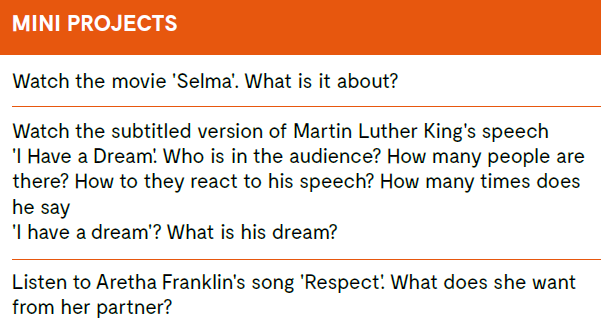 MINI PROJECTS
Watch the movie 'Selma'. What is it about?
Watch the subtitled version of Martin Luther King's speech
'I Have a Dream'. Who is in the audience? How many people are
there? How to they react to his speech? How many times does
he say
'I have a dream'? What is his dream?
Listen to Aretha Franklin's song 'Respect'. What does she want
from her partner?